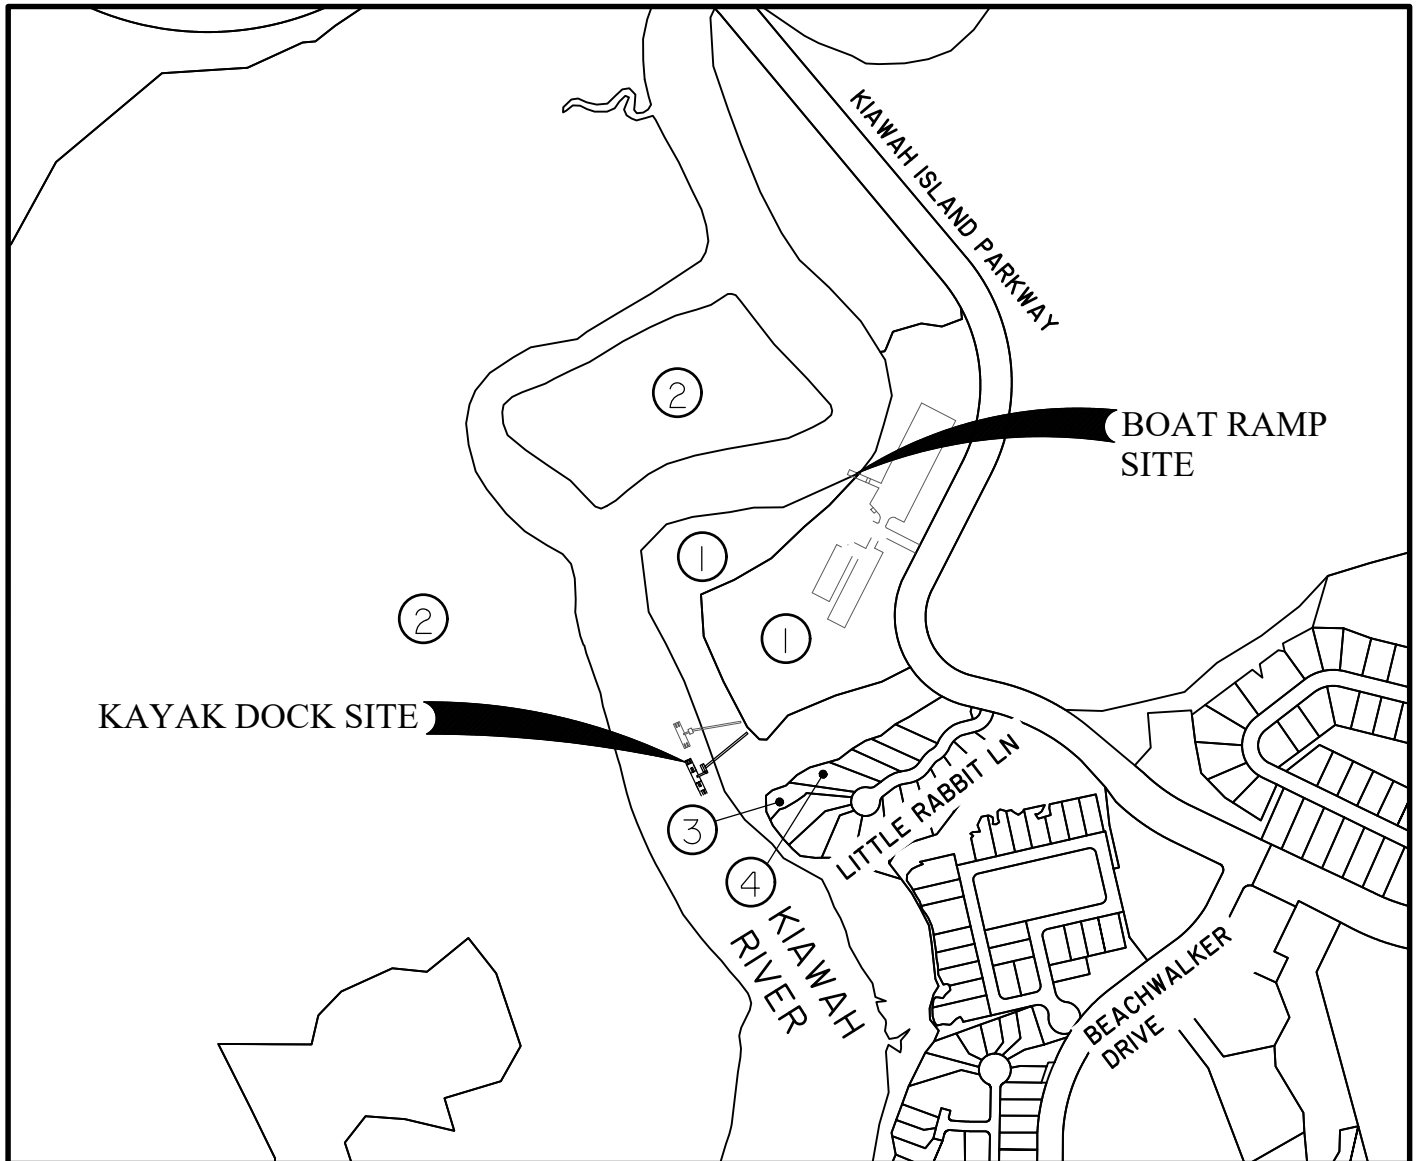 KIAWAH ISLAND PARKWAY
2
BOAT RAMP
SITE
1
2
1
KAYAK DOCK SITE
LITTLE RABBIT LN
3
4
KIAWAH
RIVER
BEACHWALKER
DRIVE